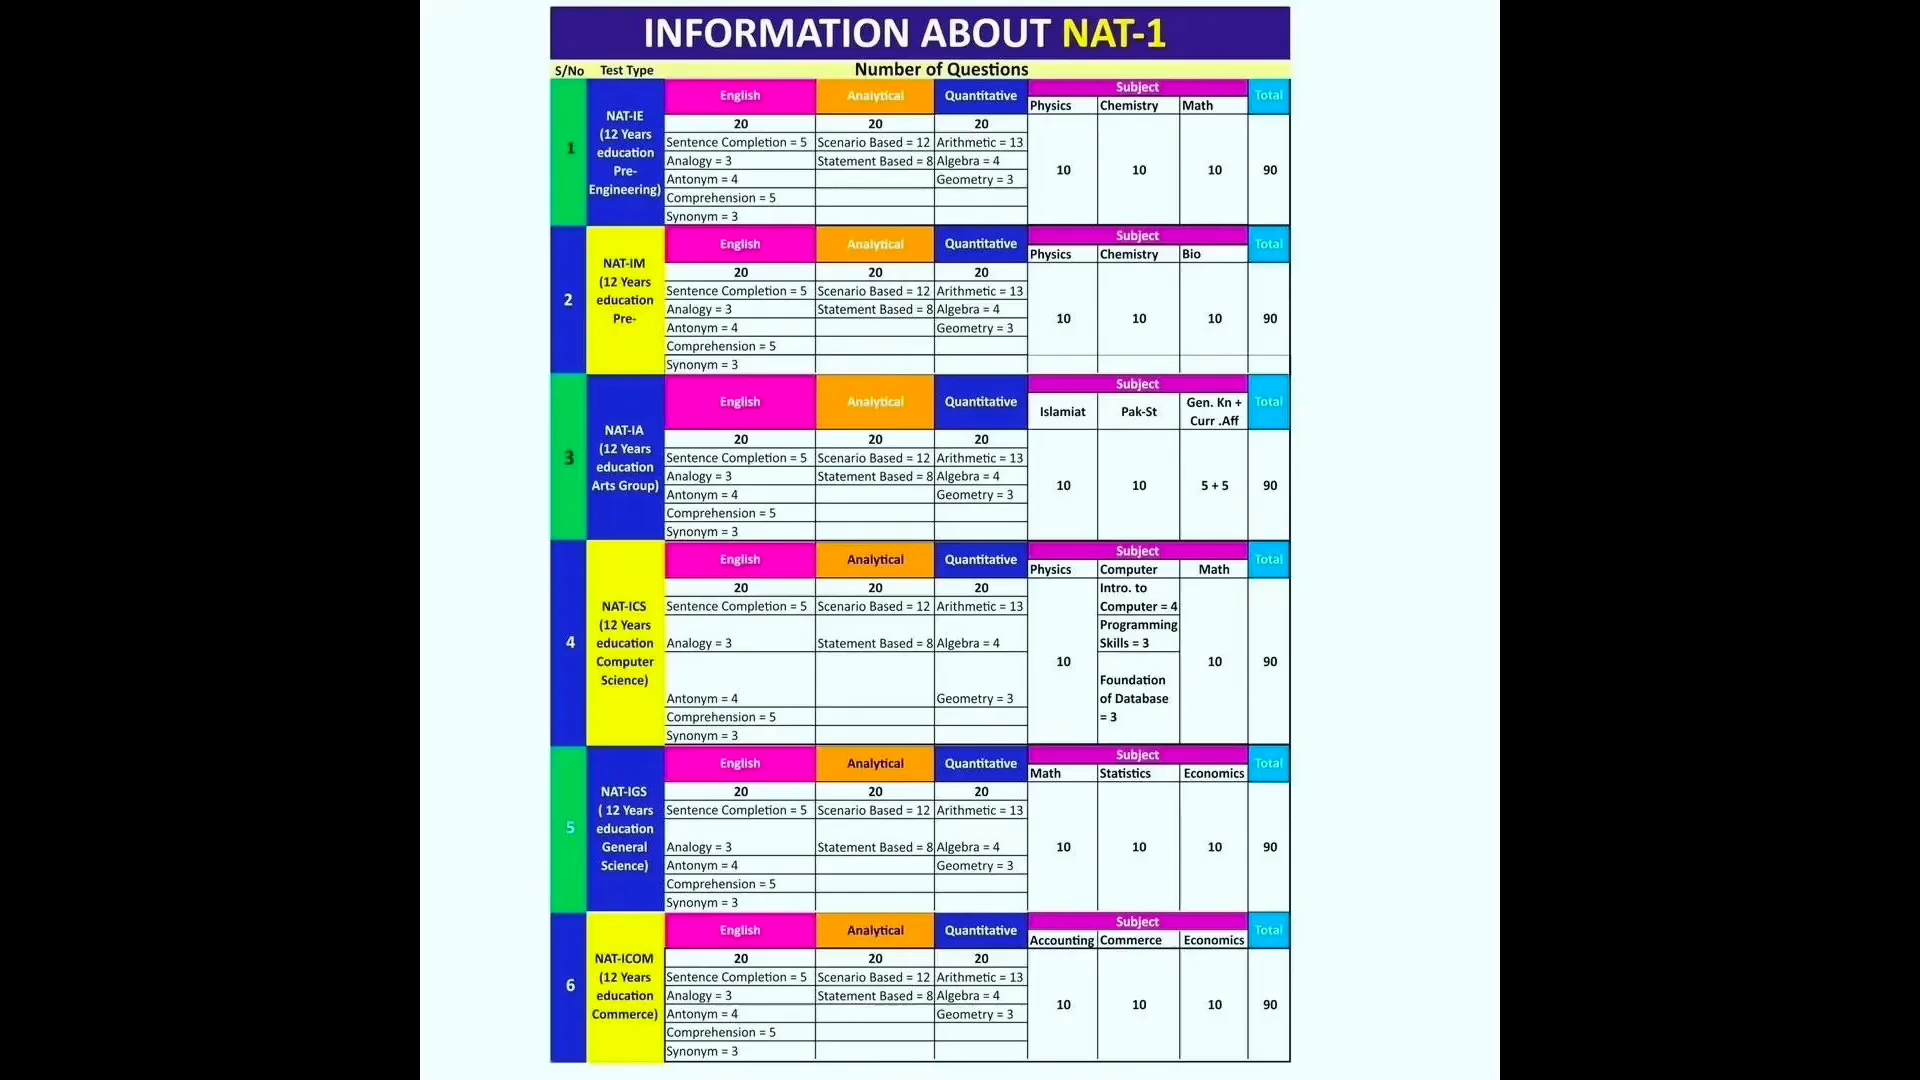 INFORMATION ABOUT NAT-1
S/No Test Type Number of Questions
1
NAT-IE
(12 Years
education
Pre-
Engineering)
English Analytical Quantitative Subject Total
Physics Chemistry Math
20 20 20
Sentence Completion = 5 Scenario Based = 12 Arithmetic = 13
Analogy = 3 Statement Based = 8 Algebra = 4
Antonym = 4 Geometry = 3
Comprehension = 5
Synonym = 3
10 10 10 90
2
NAT-IM
(12 Years
education
Pre-
English Analytical Quantitative Subject Total
Physics Chemistry Bio
20 20 20
Sentence Completion = 5 Scenario Based = 12 Arithmetic = 13
Analogy = 3 Statement Based = 8 Algebra = 4
Antonym = 4 Geometry = 3
Comprehension = 5
Synonym = 3
10 10 10 90
3
NAT-IA
(12 Years
education
Arts Group)
English Analytical Quantitative Subject Total
Islamiat Pak-St Gen. Kn +
Curr .Aff
20 20 20
Sentence Completion = 5 Scenario Based = 12 Arithmetic = 13
Analogy = 3 Statement Based = 8 Algebra = 4
Antonym = 4 Geometry = 3
Comprehension = 5
Synonym = 3
10 10 5 + 5 90
4
NAT-ICS
(12 Years
education
Computer
Science)
English Analytical Quantitative Subject Total
Physics Computer Math
20 20 20
Sentence Completion = 5 Scenario Based = 12 Arithmetic = 13
Analogy = 3 Statement Based = 8 Algebra = 4
Antonym = 4 Geometry = 3
Comprehension = 5
Synonym = 3
10
Intro. to
Computer = 4
Programming
Skills = 3
Foundation
of Database
= 3
10 90
5
NAT-IGS
( 12 Years
education
General
Science)
English Analytical Quantitative Subject Total
Math Statistics Economics
20 20 20
Sentence Completion = 5 Scenario Based = 12 Arithmetic = 13
Analogy = 3 Statement Based = 8 Algebra = 4
Antonym = 4 Geometry = 3
Comprehension = 5
Synonym = 3
10 10 10 90
6
NAT-ICOM
(12 Years
education
Commerce)
English Analytical Quantitative Subject Total
Accounting Commerce Economics
20 20 20
Sentence Completion = 5 Scenario Based = 12 Arithmetic = 13
Analogy = 3 Statement Based = 8 Algebra = 4
Antonym = 4 Geometry = 3
Comprehension = 5
Synonym = 3
10 10 10 90